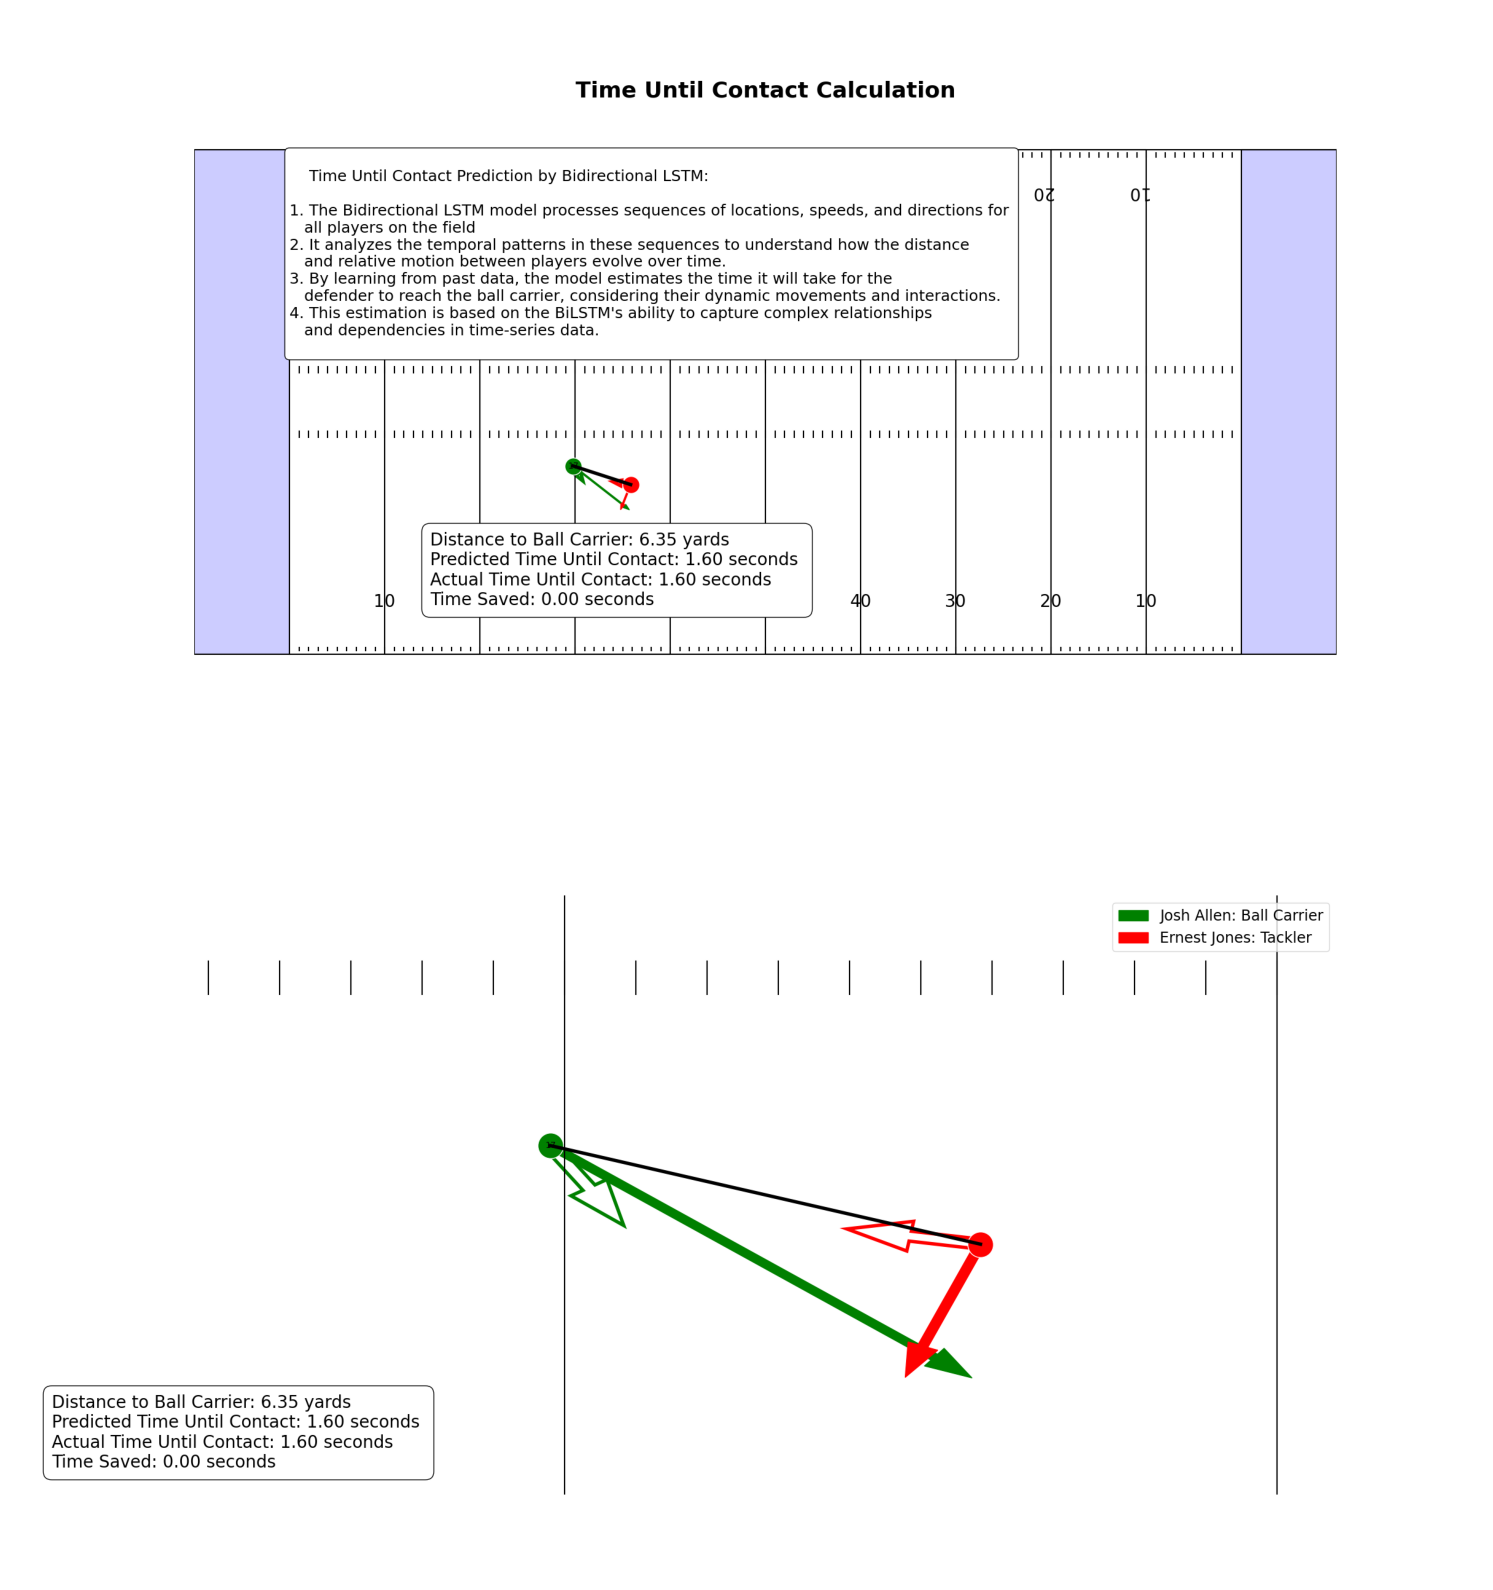 Time Until Contact Calculation
Time Until Contact Prediction by Bidirectional LSTM:
1. The Bidirectional LSTM model processes sequences of locations, speeds, and directions for
all players on the field
2. It analyzes the temporal patterns in these sequences to understand how the distance
and relative motion between players evolve over time.
3. By learning from past data, the model estimates the time it will take for the
defender to reach the ball carrier, considering their dynamic movements and interactions.
4. This estimation is based on the BiLSTM's ability to capture complex relationships
and dependencies in time-series data.
20 10
Distance to Ball Carrier: 6.35 yards
Predicted Time Until Contact: 1.60 seconds
Actual Time Until Contact: 1.60 seconds
Time Saved: 0.00 seconds
10 40 30 20 10
Josh Allen: Ball Carrier
Ernest Jones: Tackler
Distance to Ball Carrier: 6.35 yards
Predicted Time Until Contact: 1.60 seconds
Actual Time Until Contact: 1.60 seconds
Time Saved: 0.00 seconds